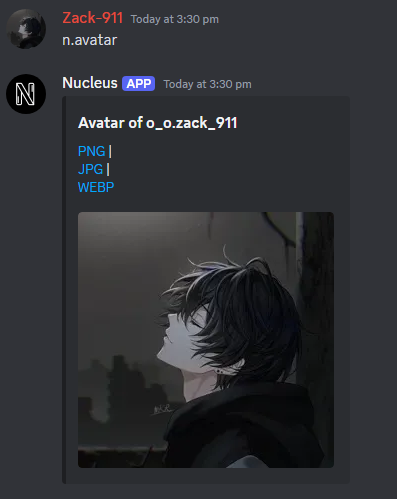 Zack-911 Today at 3:30 pm
n.avatar
Nucleus APP Today at 3:30 pm
Avatar of o_o.zack_911
PNG |
JPG |
WEBP